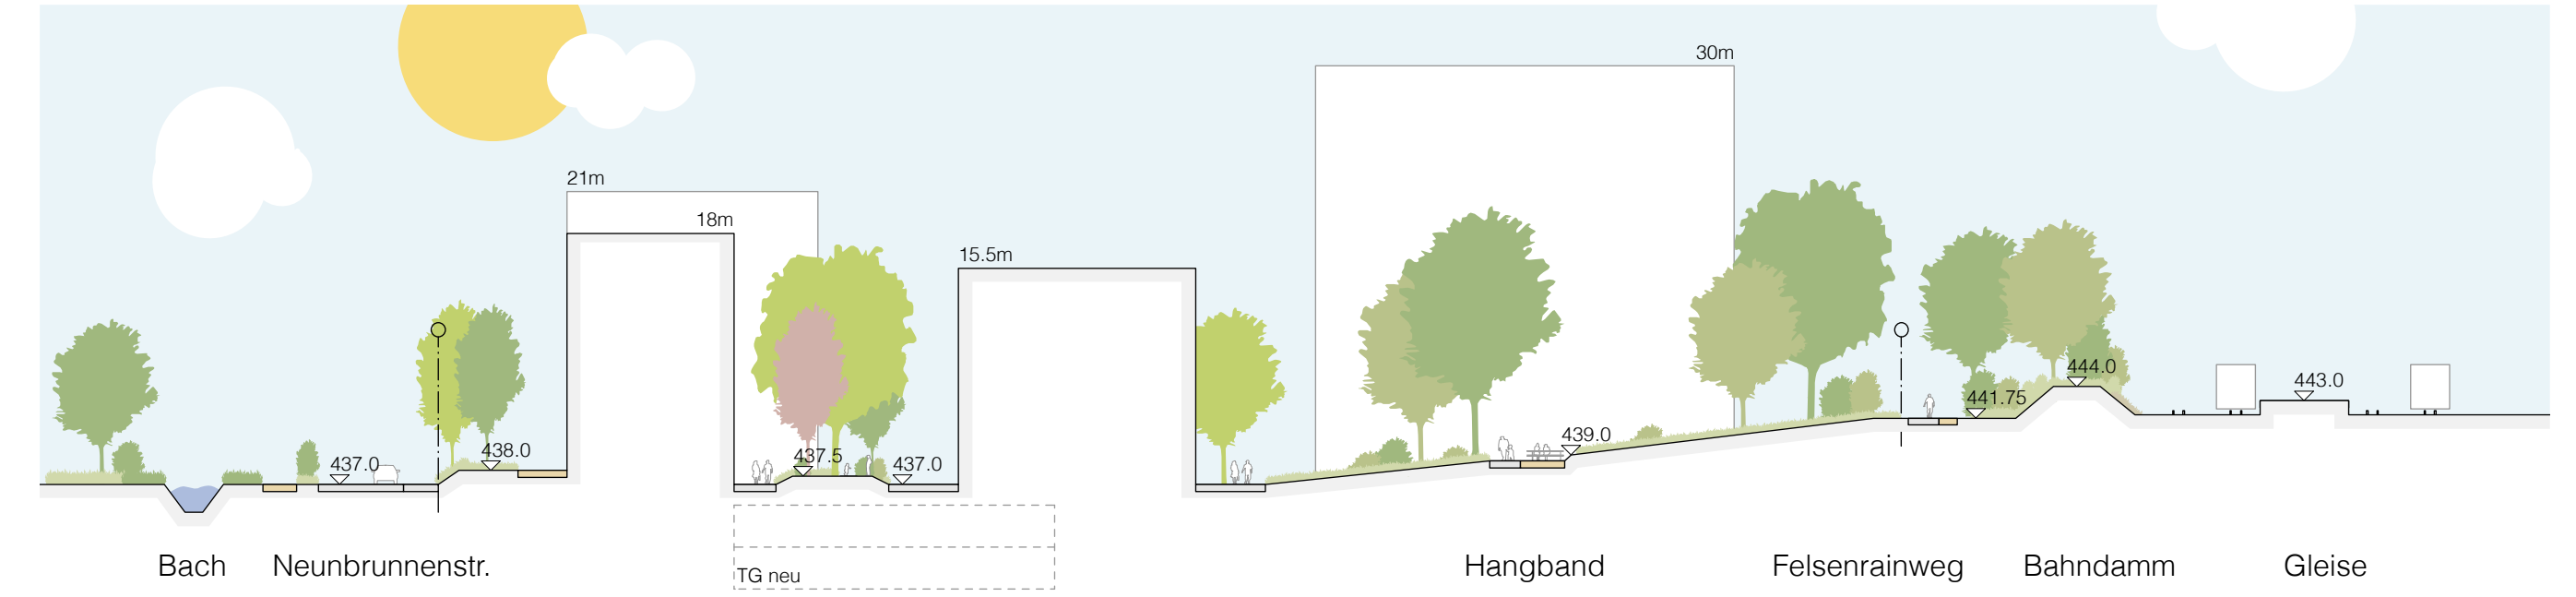 30m
21m
18m
15.5m
444.0
443.0
441.75
439.0
438.0
437.5
437.0
437.0
Bach
Neunbrunnenstr.
TG neu
Hangband
Felsenrainweg
Bahndamm
Gleise